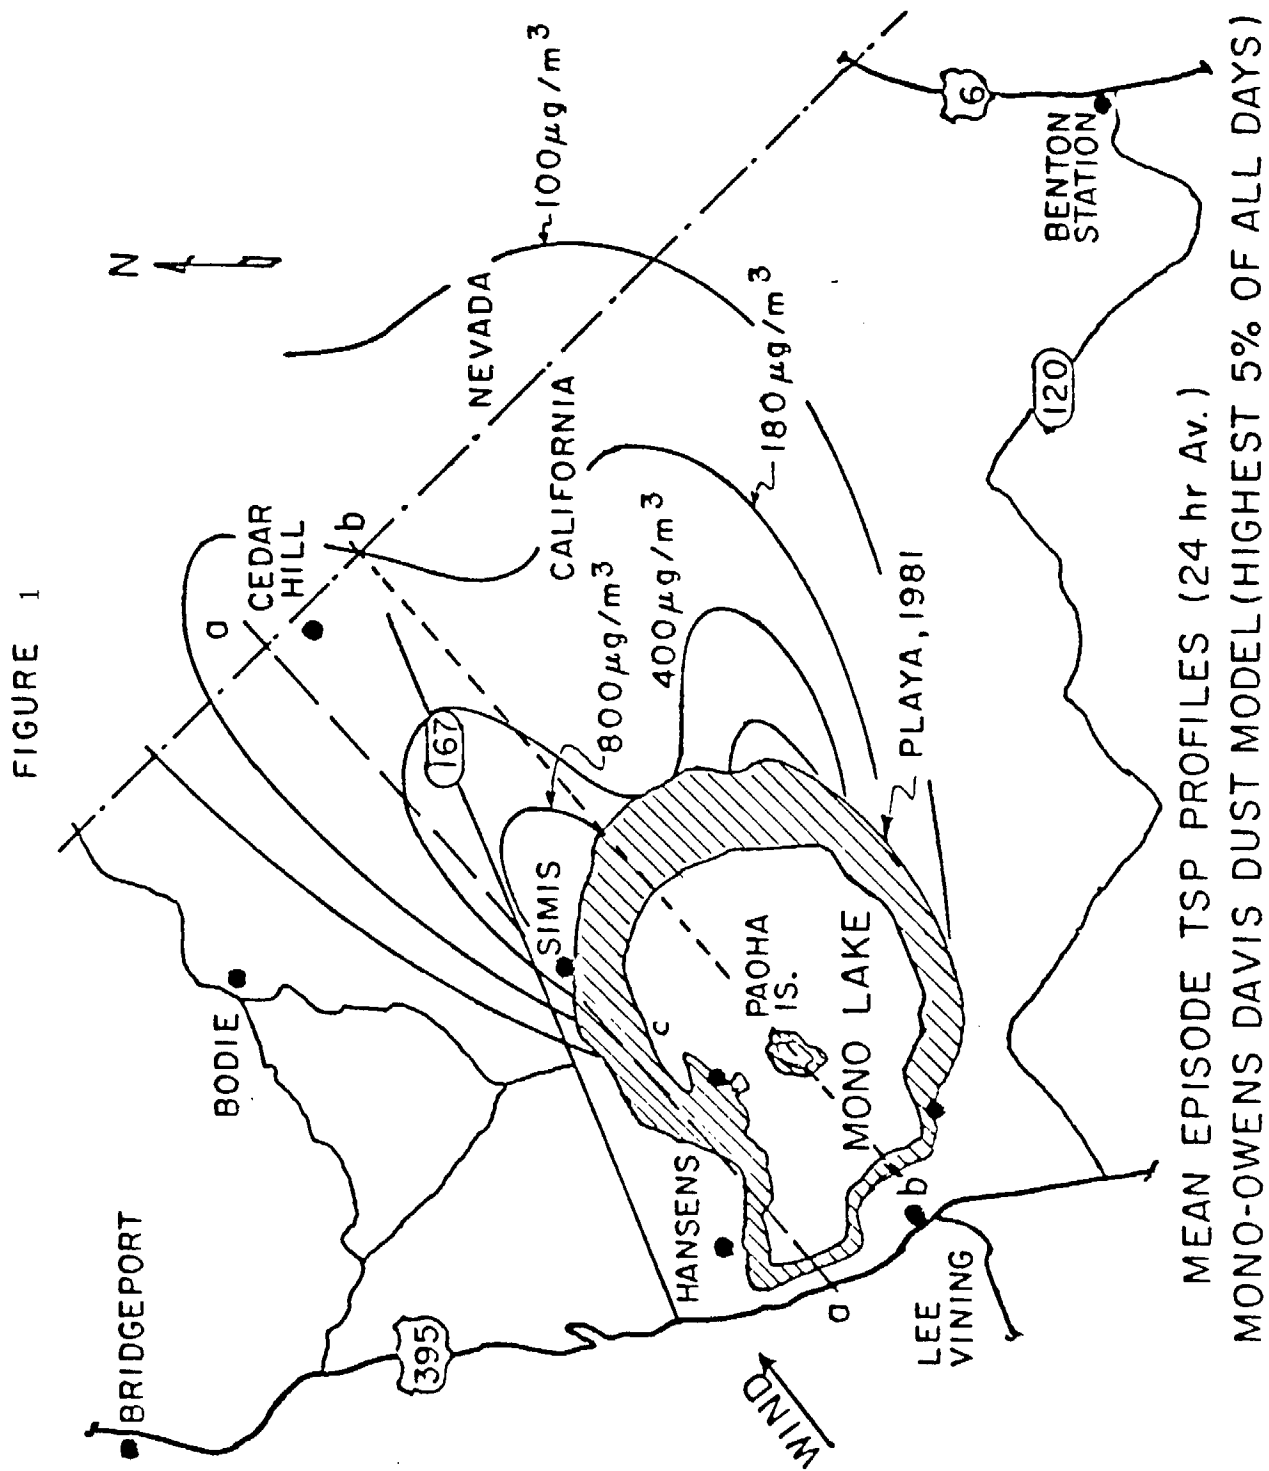 FIGURE 1
BRIDGEPORT
N
BODIE
395
a
CEDAR
HILL
b
167
SIMIS
NEVADA
CALIFORNIA
100µg/m³
HANSENS
c
800µg/m³
400µg/m³
180µg/m³
WIND
a
PAOHA
IS.
MONO LAKE
b
LEE
VINING
PLAYA, 1981
6
BENTON
STATION
120
MEAN EPISODE TSP PROFILES (24 hr Av.)
MONO-OWENS DAVIS DUST MODEL (HIGHEST 5% OF ALL DAYS)